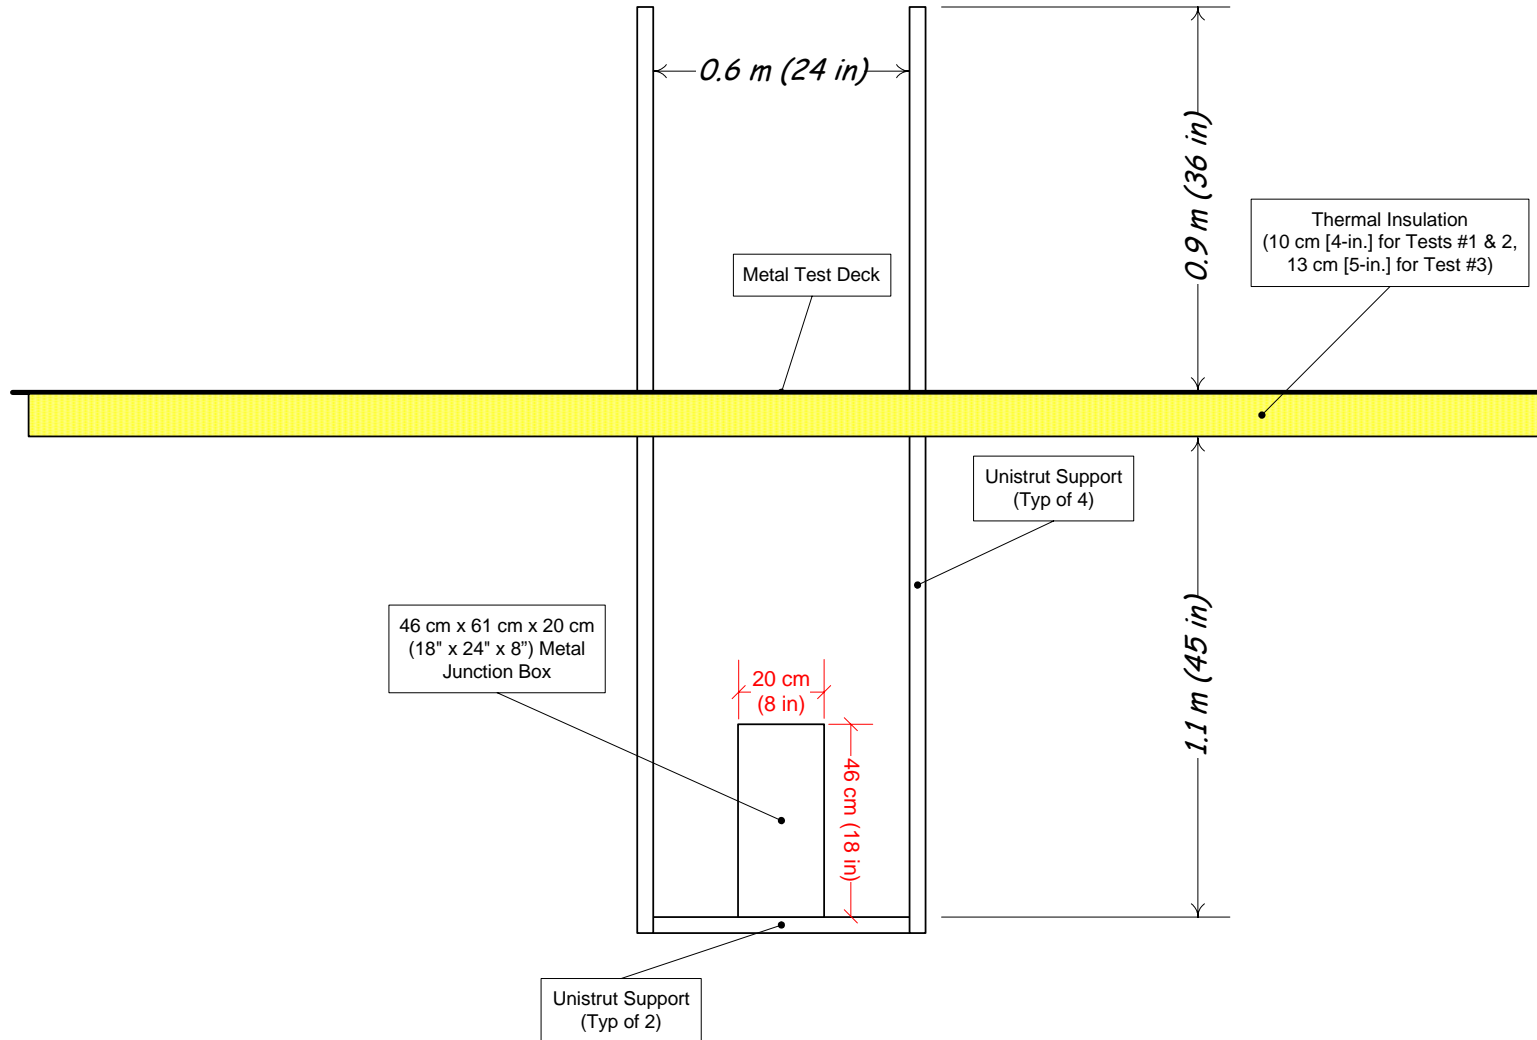 0.6 m (24 in)
0.9 m (36 in)
Thermal Insulation
(10 cm [4-in.] for Tests #1 & 2,
13 cm [5-in.] for Test #3)
Metal Test Deck
Unistrut Support
(Typ of 4)
1.1 m (45 in)
46 cm x 61 cm x 20 cm
(18" x 24" x 8”) Metal
Junction Box
20 cm
(8 in)
46 cm (18 in)
Unistrut Support
(Typ of 2)